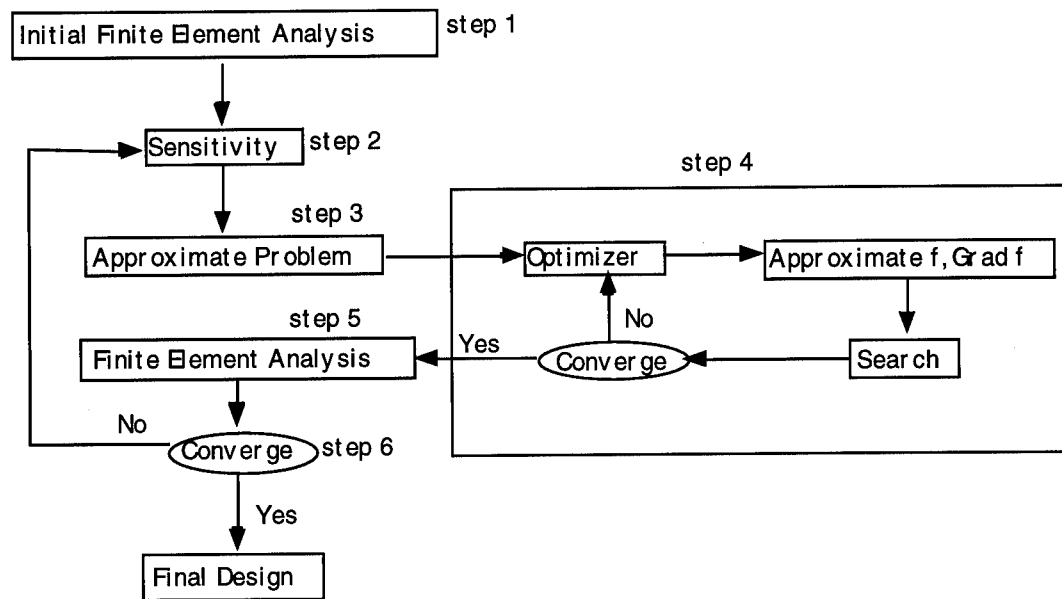 Initial Finite Element Analysis
step 1
Sensitivity
step 2
step 3
Approximate Problem
step 4
Optimizer
Approximate f, Grad f
No
Search
Converge
Yes
step 5
Finite Element Analysis
No
Converge
step 6
Yes
Final Design